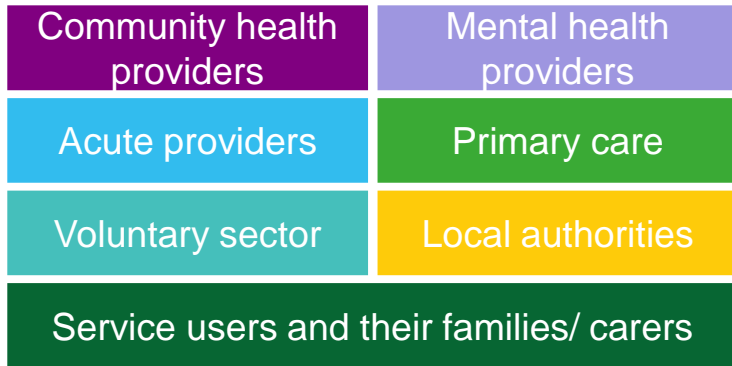 Community health
providers
Mental health
providers
Acute providers
Primary care
Voluntary sector
Local authorities
Service users and their families/ carers